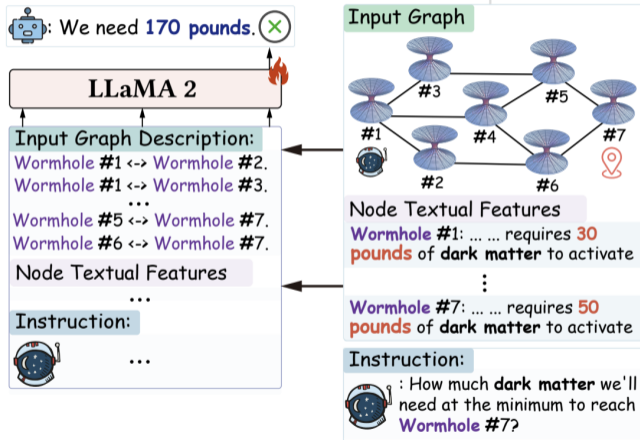 : We need 170 pounds.
LLaMA 2
Input Graph Description:
Wormhole #1 <-> Wormhole #2.
Wormhole #1 <-> Wormhole #3.
...
Wormhole #5 <-> Wormhole #7.
Wormhole #6 <-> Wormhole #7.
Node Textual Features
...
Instruction:
...
Input Graph
#3
#5
#1
#4
#7
#2
#6
Node Textual Features
Wormhole #1: ... ... requires 30
pounds of dark matter to activate
⋮
Wormhole #7: ... ... requires 50
pounds of dark matter to activate
Instruction:
: How much dark matter we'll
need at the minimum to reach
Wormhole #7?